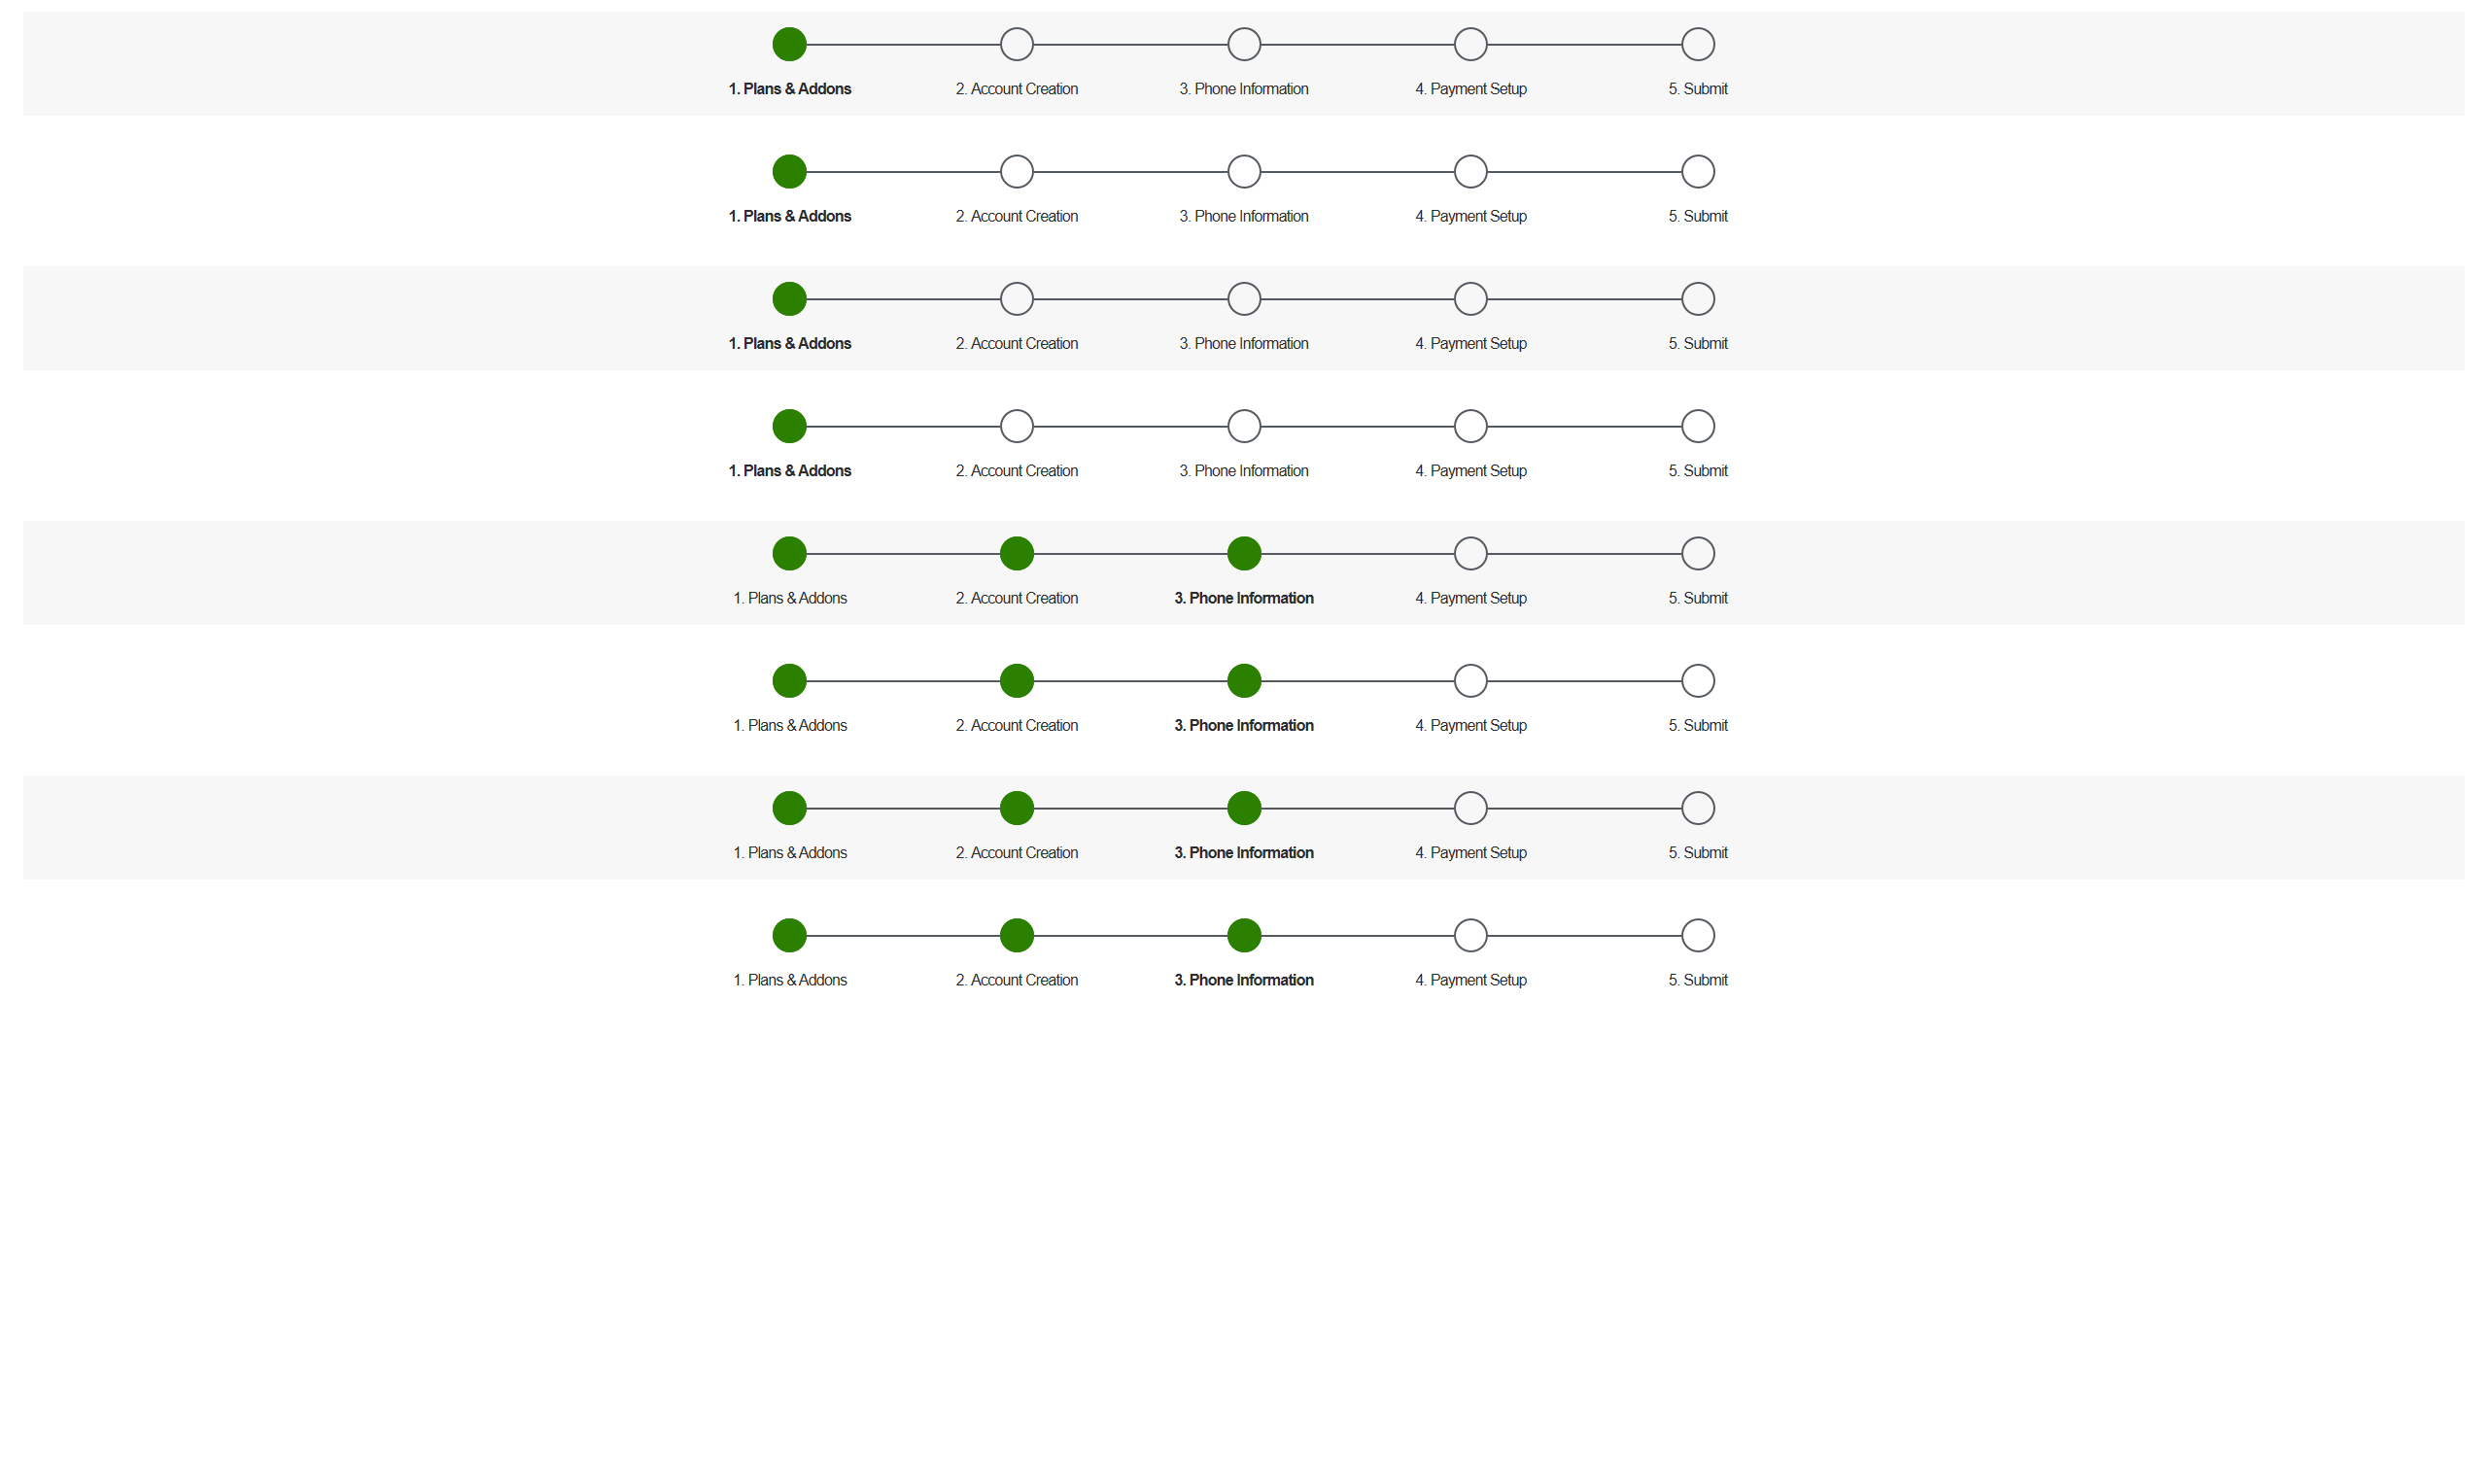 1. Plans & Addons 2. Account Creation 3. Phone Information 4. Payment Setup 5. Submit
1. Plans & Addons 2. Account Creation 3. Phone Information 4. Payment Setup 5. Submit
1. Plans & Addons 2. Account Creation 3. Phone Information 4. Payment Setup 5. Submit
1. Plans & Addons 2. Account Creation 3. Phone Information 4. Payment Setup 5. Submit
1. Plans & Addons 2. Account Creation 3. Phone Information 4. Payment Setup 5. Submit
1. Plans & Addons 2. Account Creation 3. Phone Information 4. Payment Setup 5. Submit
1. Plans & Addons 2. Account Creation 3. Phone Information 4. Payment Setup 5. Submit
1. Plans & Addons 2. Account Creation 3. Phone Information 4. Payment Setup 5. Submit